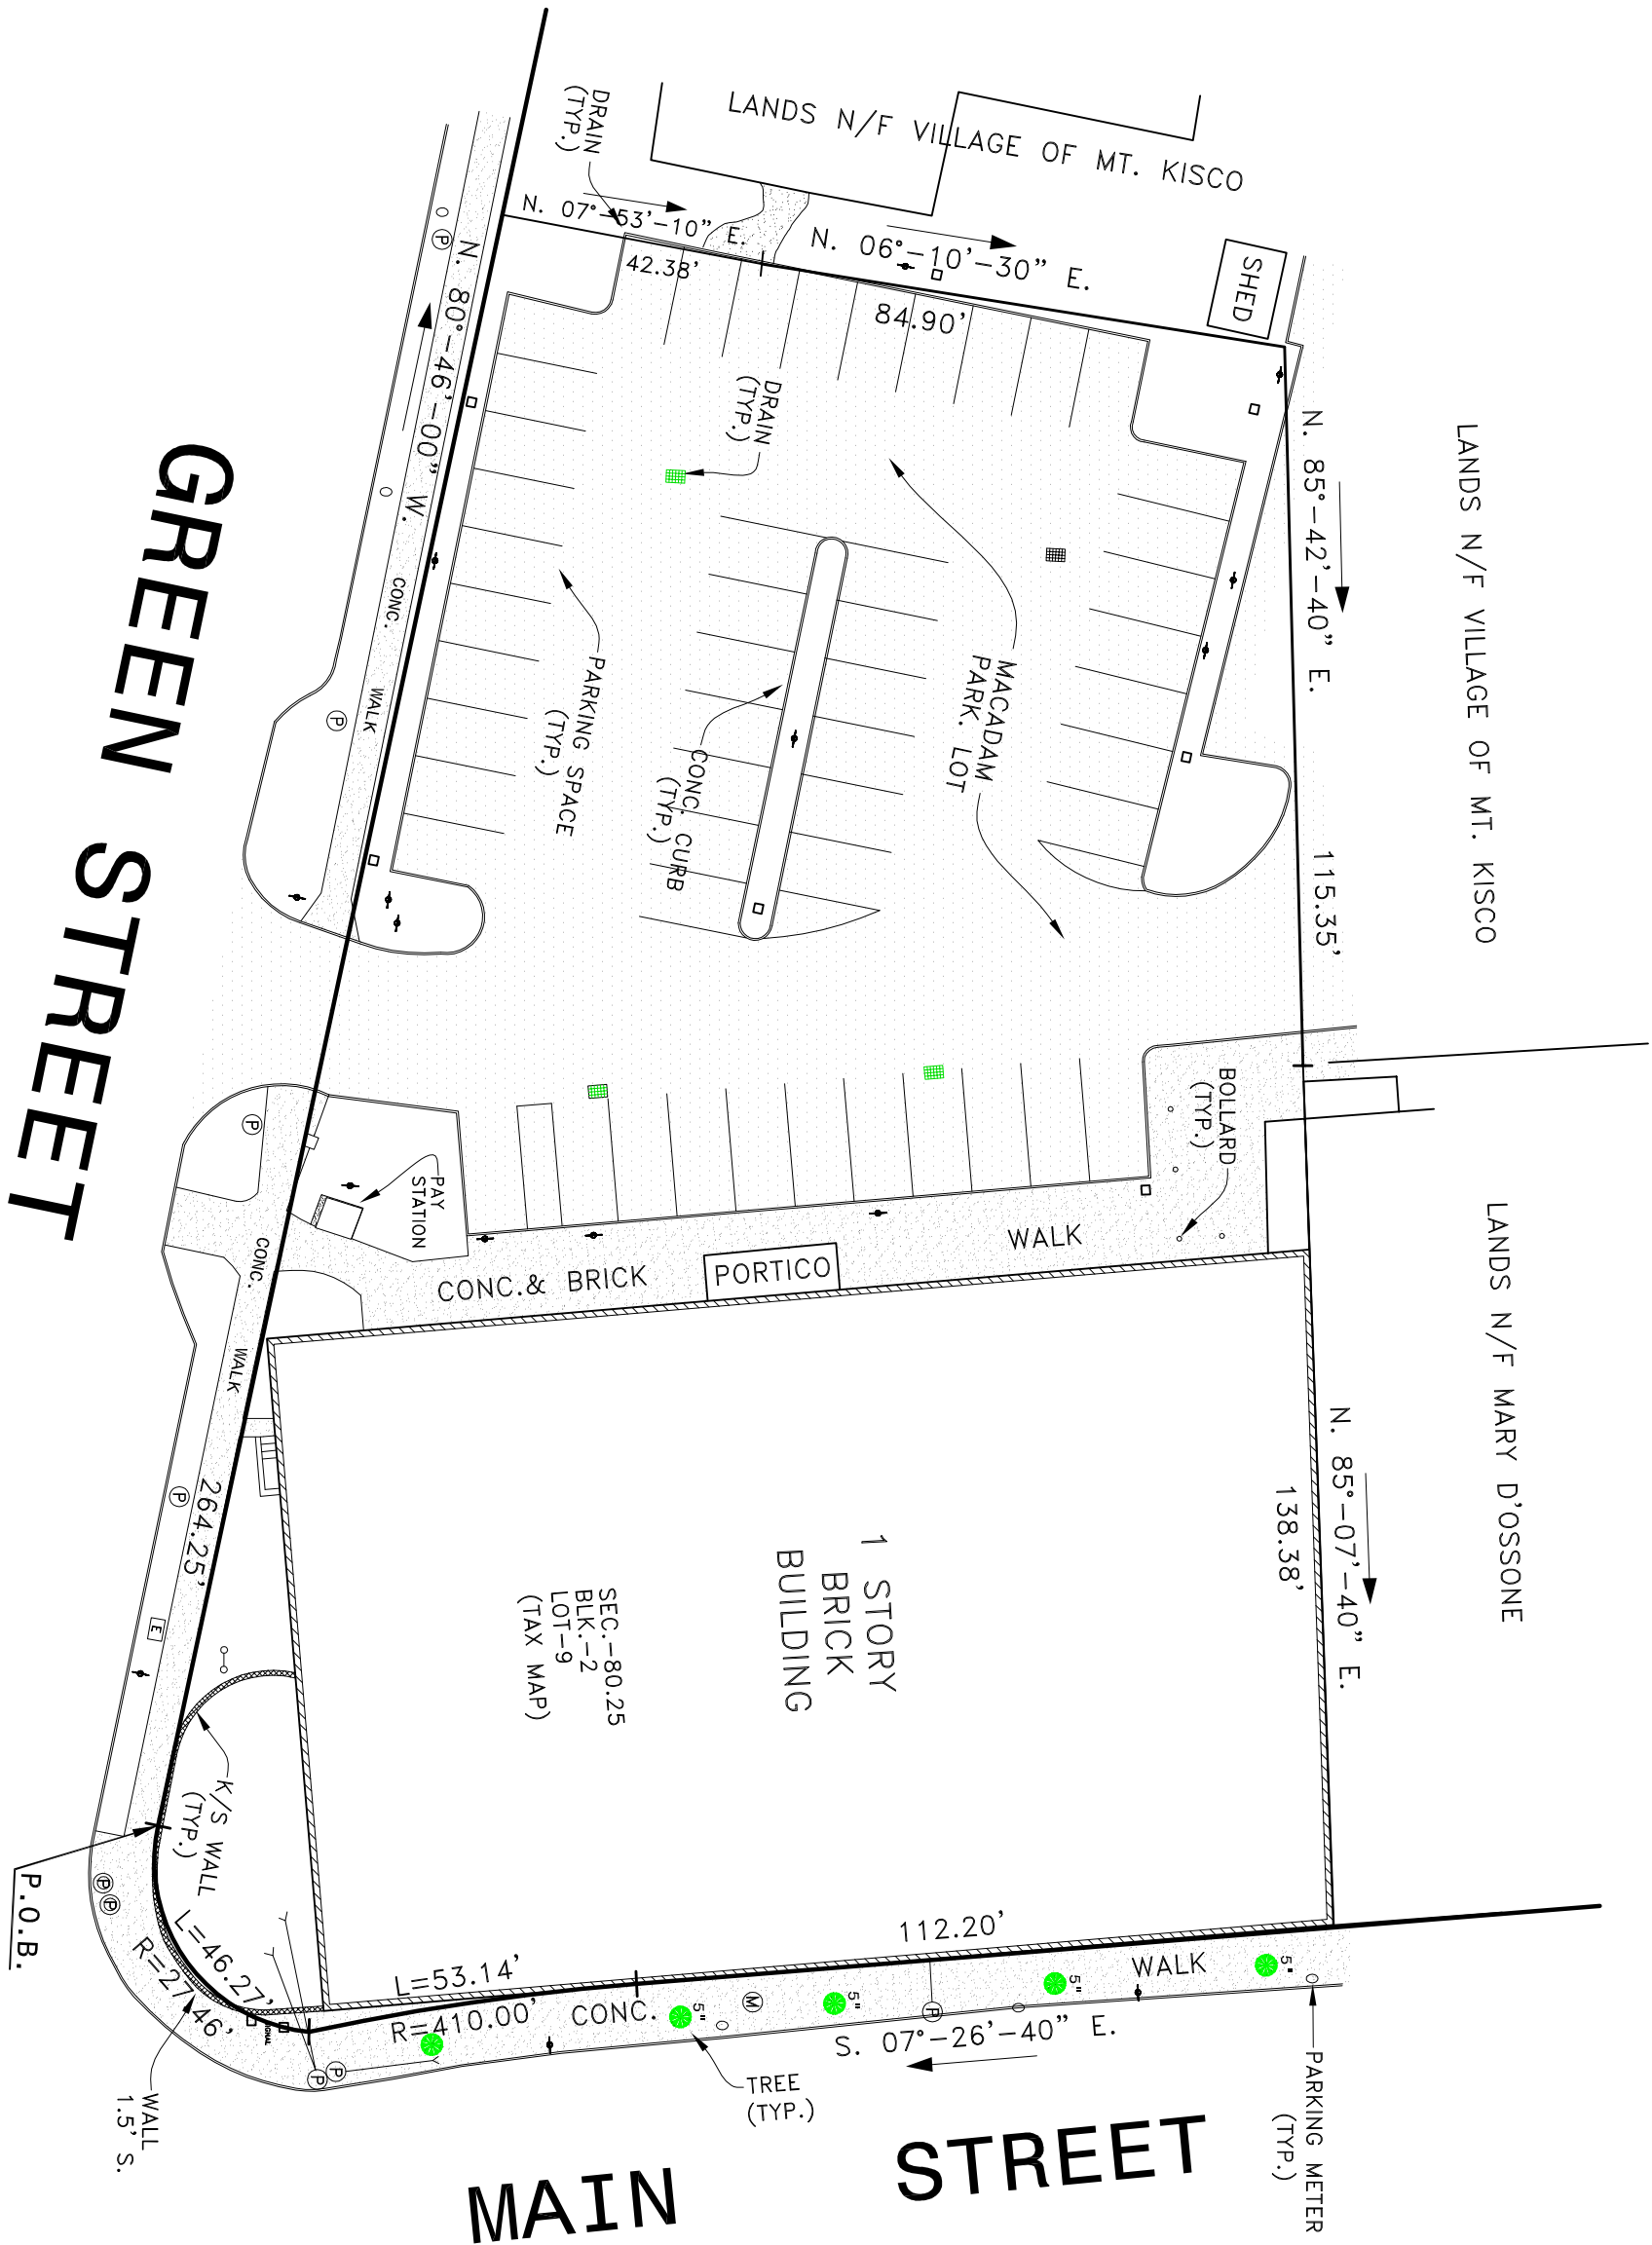 LANDS N/F VILLAGE OF MT. KISCO
DRAIN
(TYP.)
N. 07°-53'-10" E.
42.38'
N. 06°-10'-30" E.
84.90'
SHED
N. 85°-42'-40" E.
115.35'
LANDS N/F VILLAGE OF MT. KISCO
N. 80°-46'-00" W.
264.25'
P
CONC.
WALK
P
GREEN STREET
DRAIN
(TYP.)
MACADAM
PARK. LOT
PARKING SPACE
(TYP.)
CONC. CURB
(TYP.)
BOLLARD
(TYP.)
P
PAY
STATION
CONC.& BRICK
WALK
PORTICO
LANDS N/F MARY D'OSSONE
N. 85°-07'-40" E.
138.38'
CONC.
WALK
P
E
1 STORY
BRICK
BUILDING
SEC.-80.25
BLK.-2
LOT-9
(TAX MAP)
K/S WALL
(TYP.)
P.O.B.
P
P
L=46.27'
R=27.46'
L=53.14'
R=410.00'
112.20'
S. 07°-26'-40" E.
CONC.
WALK
5"
M
5"
P
5"
5"
P
P
TREE
(TYP.)
PARKING METER
(TYP.)
WALL
1.5' S.
MAIN STREET